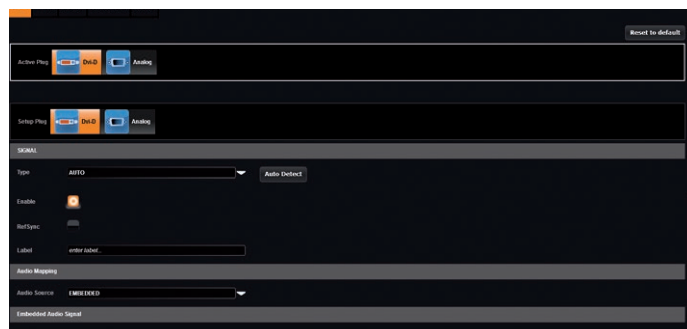 Reset to default
Active Plug DVI-D Analog
Setup Plug DVI-D Analog
SIGNAL
Type AUTO Auto Detect
Enable
RefSync
Label enter label...
Audio Mapping
Audio Source EMBEDDED
Embedded Audio Signal